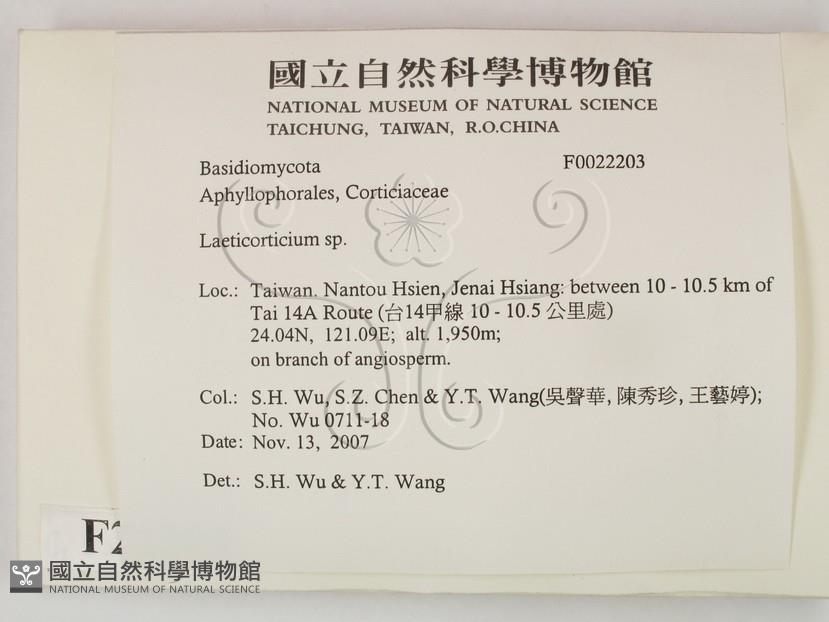 國立自然科學博物館
NATIONAL MUSEUM OF NATURAL SCIENCE
TAICHUNG, TAIWAN, R.O.CHINA
Basidiomycota F0022203
Aphyllophorales, Corticiaceae
Laeticorticium sp.
Loc.: Taiwan. Nantou Hsien, Jenai Hsiang: between 10 - 10.5 km of
Tai 14A Route (台14甲線 10 - 10.5 公里處)
24.04N, 121.09E; alt. 1,950m;
on branch of angiosperm.
Col.: S.H. Wu, S.Z. Chen & Y.T. Wang(吳聲華, 陳秀珍, 王藝婷);
No. Wu 0711-18
Date: Nov. 13, 2007
Det.: S.H. Wu & Y.T. Wang
國立自然科學博物館
NATIONAL MUSEUM OF NATURAL SCIENCE